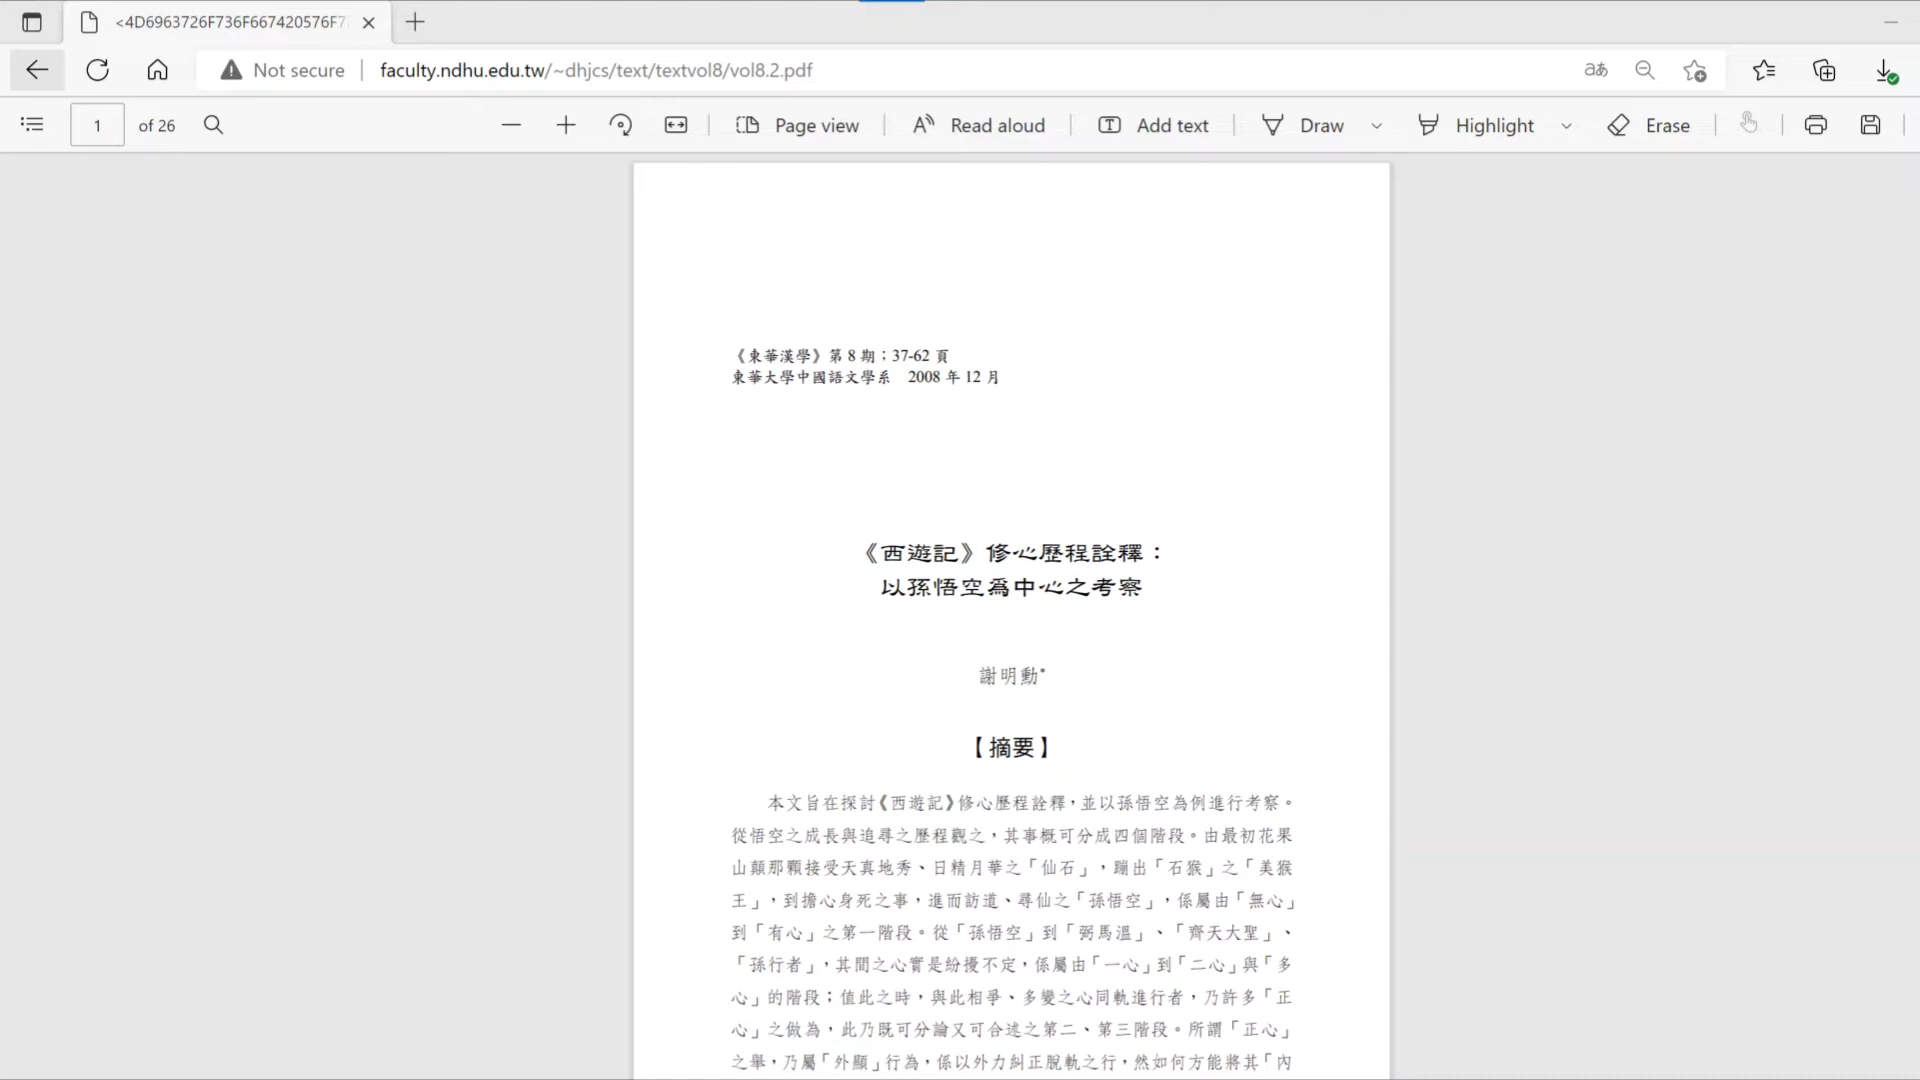 <4D6963726F736F667420576F7
Not secure
faculty.ndhu.edu.tw/~dhjcs/text/textvol8/vol8.2.pdf
aあ
1 of 26
Page view
A Read aloud
T Add text
Draw
Highlight
Erase
《東華漢學》第 8 期；37-62 頁
東華大學中國語文學系 2008 年 12 月
《西遊記》修心歷程詮釋：
以孫悟空為中心之考察
謝明勳*
【摘要】
本文旨在探討《西遊記》修心歷程詮釋，並以孫悟空為例進行考察。
從悟空之成長與追尋之歷程觀之，其事概可分成四個階段。由最初花果
山顛那顆接受天真地秀、日精月華之「仙石」，蹦出「石猴」之「美猴
王」，到擔心身死之事，進而訪道、尋仙之「孫悟空」，係屬由「無心」
到「有心」之第一階段。從「孫悟空」到「弼馬溫」、「齊天大聖」、
「孫行者」，其間之心實是紛擾不定，係屬由「一心」到「二心」與「多
心」的階段；值此之時，與此相爭、多變之心同軌進行者，乃許多「正
心」之做為，此乃既可分論又可合述之第二、第三階段。所謂「正心」
之舉，乃屬「外顯」行為，係以外力糾正脫軌之行，然如何方能將其「內